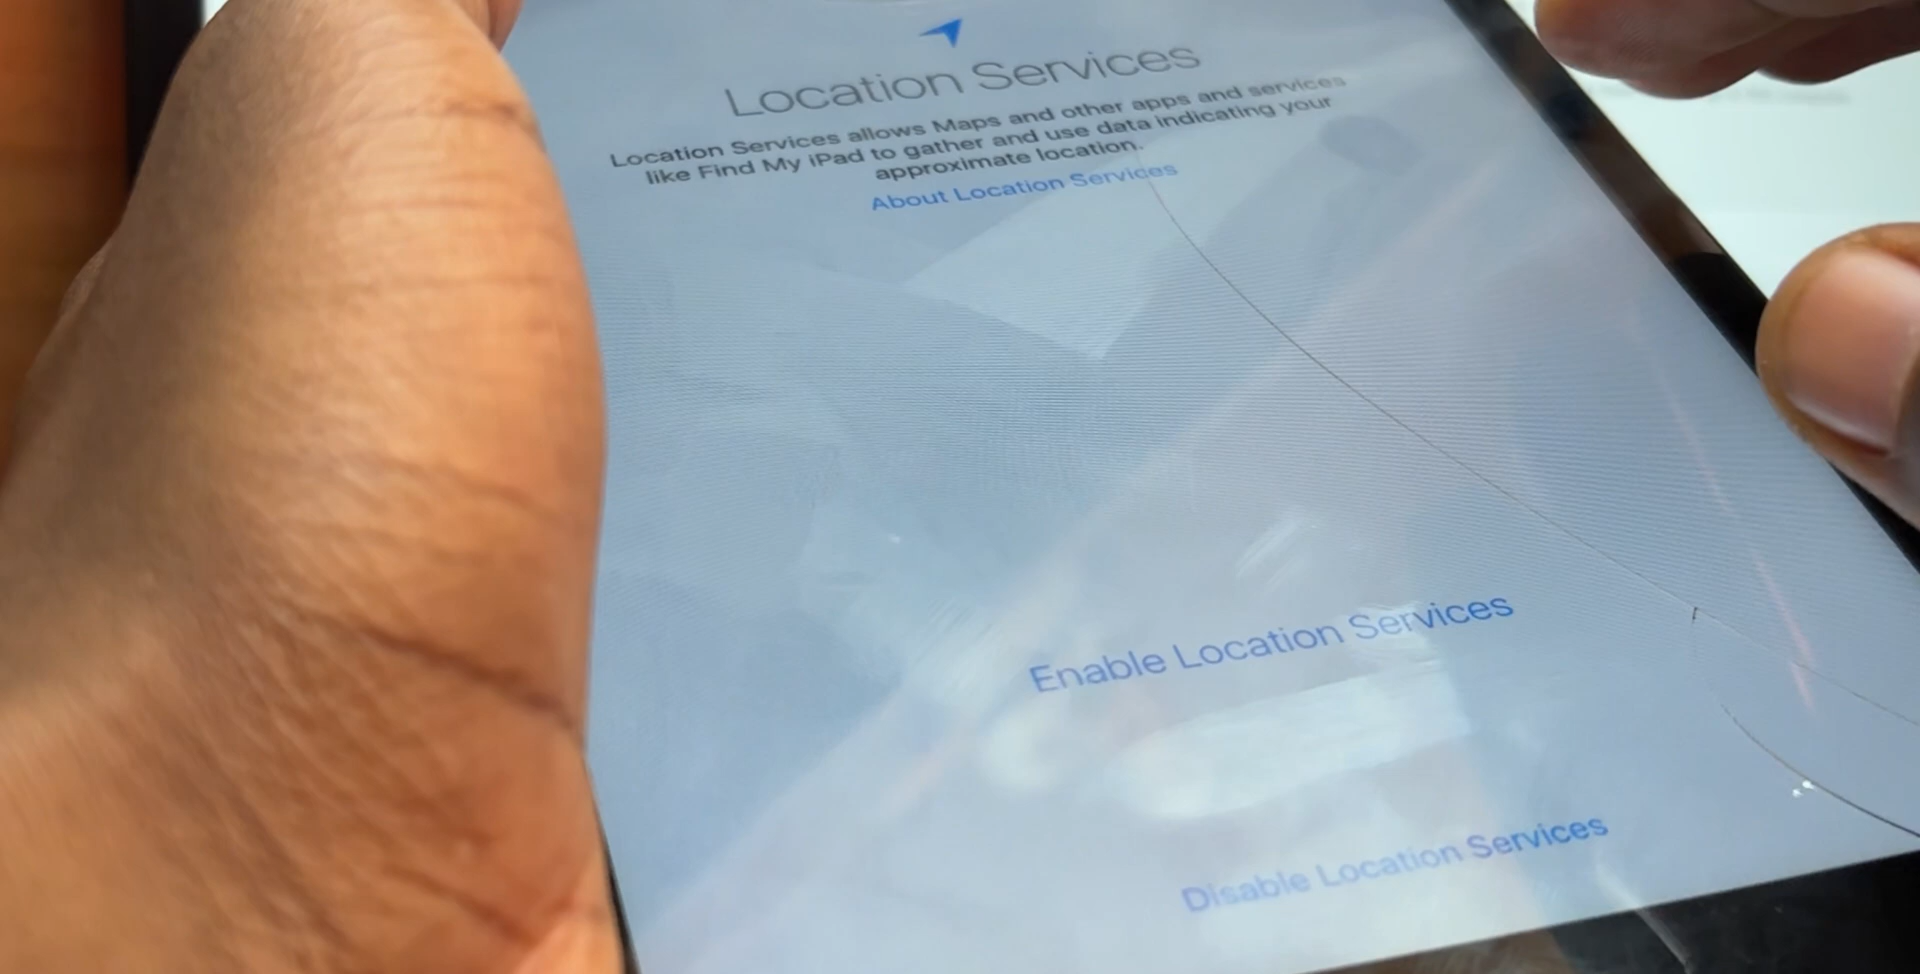 Location Services
Location Services allows Maps and other apps and services
like Find My iPad to gather and use data indicating your
approximate location.
About Location Services
Enable Location Services
Disable Location Services